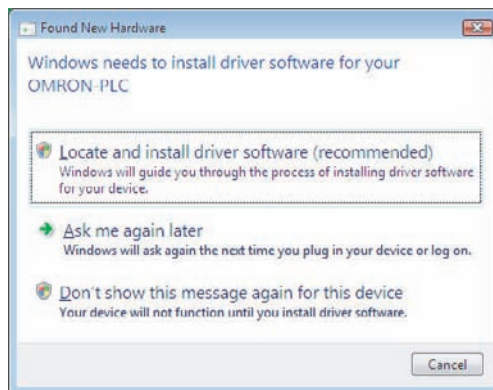 Found New Hardware
Windows needs to install driver software for your
OMRON-PLC
Locate and install driver software (recommended)
Windows will guide you through the process of installing driver software
for your device.
Ask me again later
Windows will ask again the next time you plug in your device or log on.
Don't show this message again for this device
Your device will not function until you install driver software.
Cancel